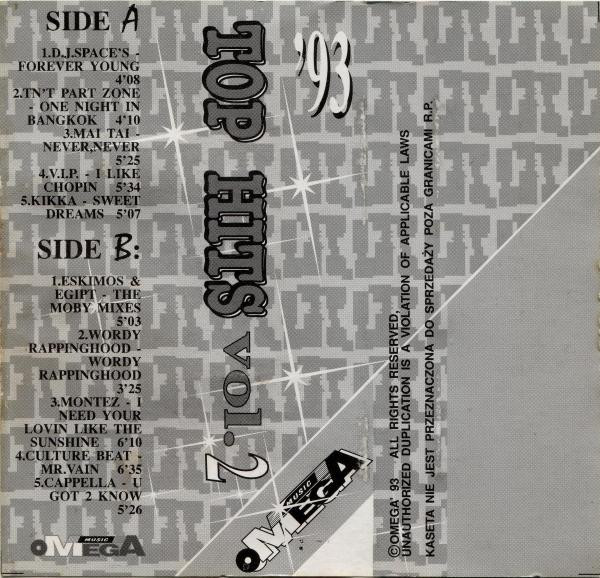 SIDE A
1.D.J.SPACE'S -
FOREVER YOUNG
4'08
2.TN'T PART ZONE
- ONE NIGHT IN
BANGKOK 4'10
3.MAI TAI -
NEVER,NEVER
5'25
4.V.I.P. - I LIKE
CHOPIN 5'34
5.KIKKA - SWEET
DREAMS 5'07
SIDE B:
1.ESKIMOS &
EGIPT - THE
MOBY MIXES
5'03
2.WORDY
RAPPINGHOOD -
WORDY
RAPPINGHOOD
3'25
3.MONTEZ - I
NEED YOUR
LOVIN LIKE THE
SUNSHINE 6'10
4.CULTURE BEAT -
MR.VAIN 6'35
5.CAPPELLA - U
GOT 2 KNOW
5'26
MUSIC
OMEGA
TOP HITS vol.2
'93
MUSIC
OMEGA
©OMEGA' 93 ALL RIGHTS RESERVED,
UNAUTHORIZED DUPLICATION IS A VIOLATION OF APPLICABLE LAWS
KASETA NIE JEST PRZEZNACZONA DO SPRZEDAŻY POZA GRANICAMI R.P.